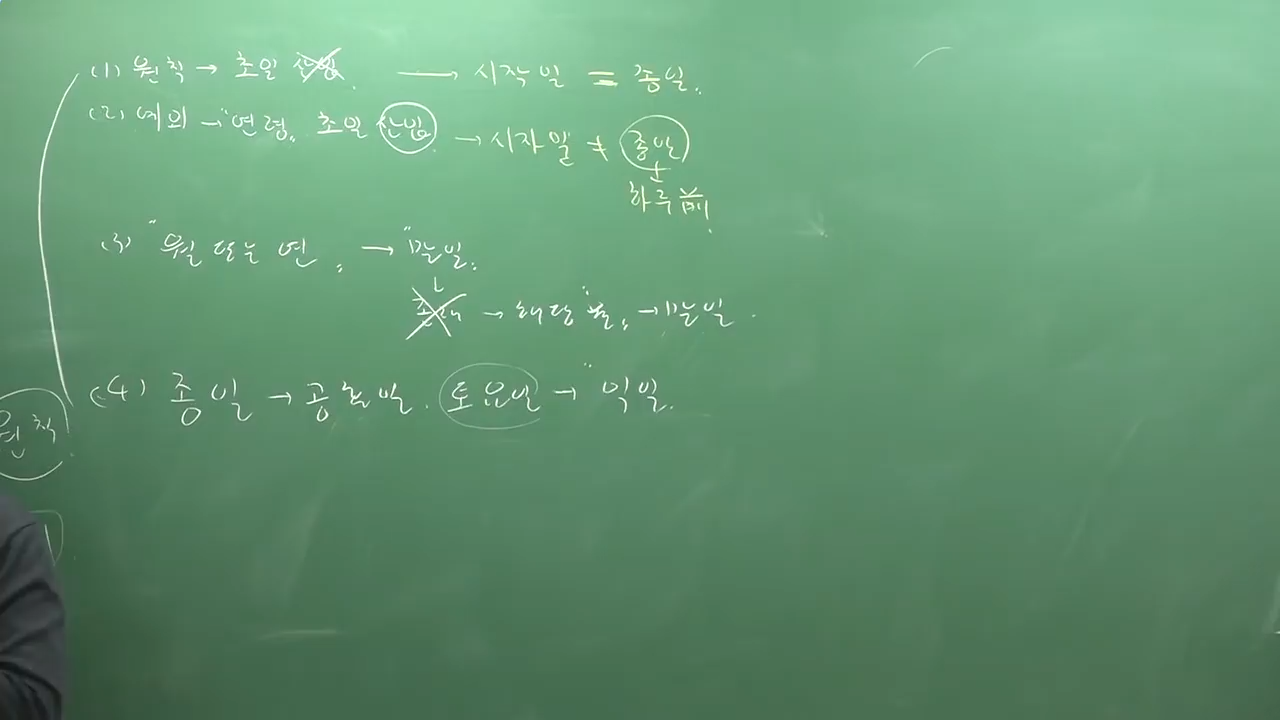 (1) 원칙 → 초일 산입 → 시작일 = 종일.
(2) 예외 → "연령" 초일 산입 → 시작일 ≠ 종일
하루 前
(3) "월 또는 연" → "말일"
존재 → 해당 "월" → 말일.
(4) 종일 → 공휴일. 토요일 → "익일"
원칙